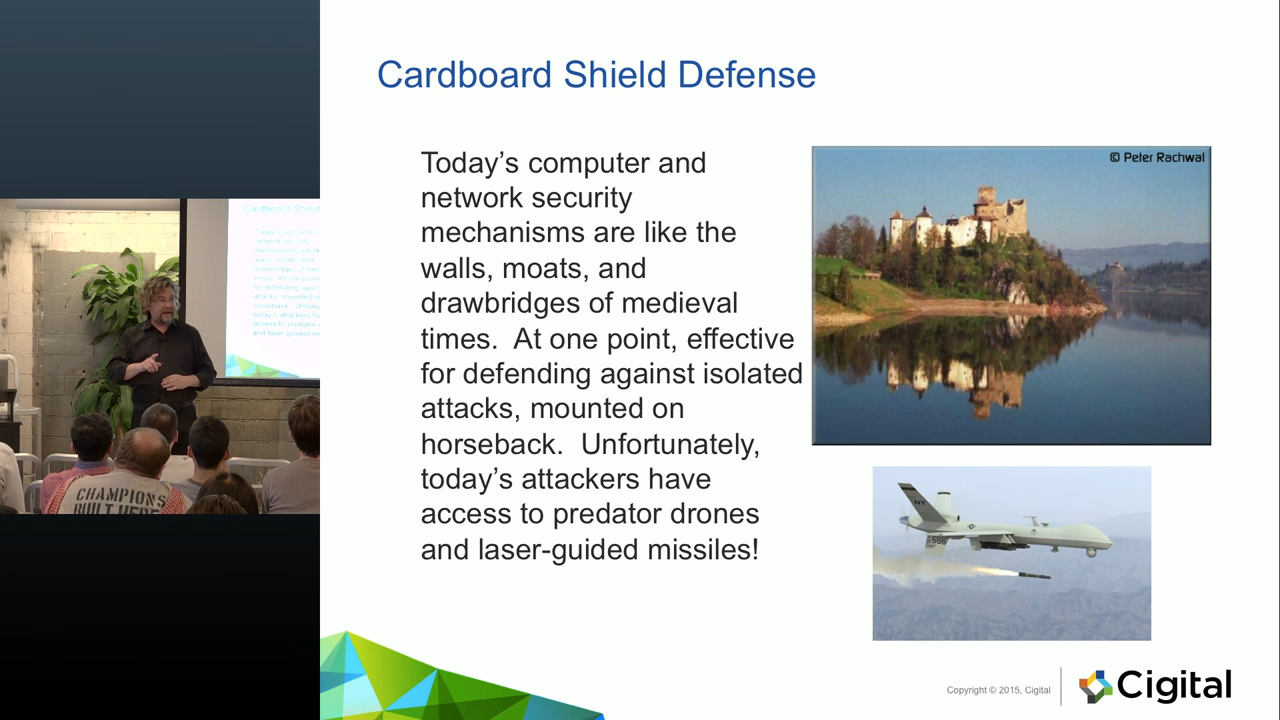 Cardboard Shield Defense
Today’s computer and
network security
mechanisms are like the
walls, moats, and
drawbridges of medieval
times.  At one point, effective
for defending against isolated
attacks, mounted on
horseback.  Unfortunately,
today’s attackers have
access to predator drones
and laser-guided missiles!
© Peter Rachwal
NY
CHAMPIONS
BUILT HERE
Copyright © 2015, Cigital
Cigital